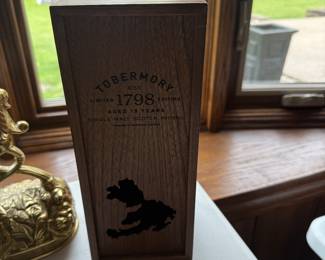 TOBERMORY
LIMITED 1798 EDITION
AGED 15 YEARS
SINGLE MALT SCOTCH WHISKY